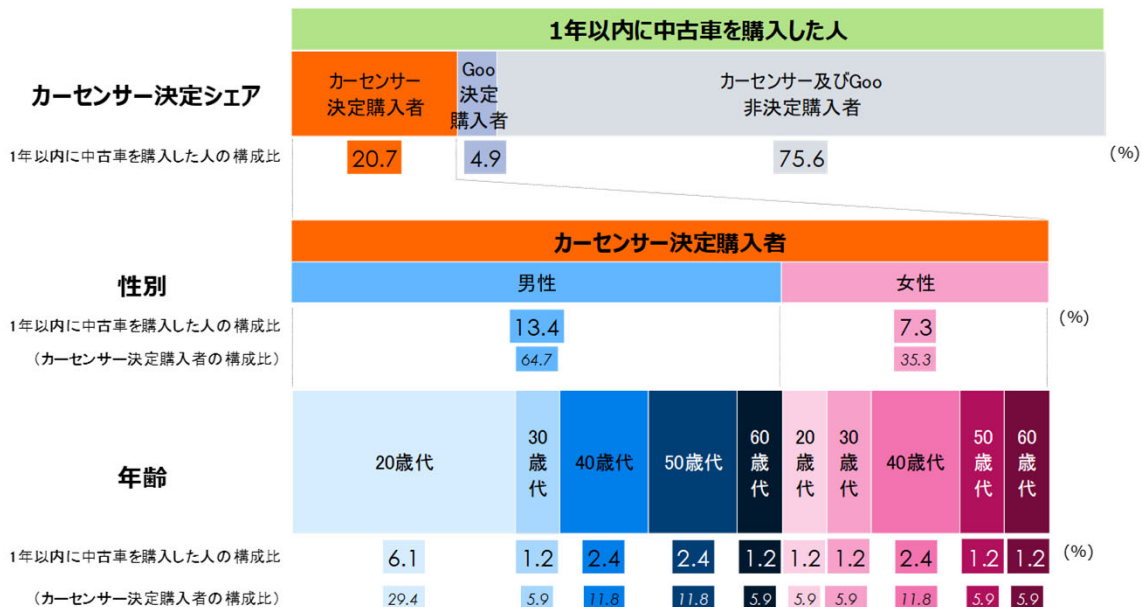 1年以内に中古車を購入した人
カーセンサー決定シェア
カーセンサー
決定購入者
Goo
決定
購入者
カーセンサー及びGoo
非決定購入者
1年以内に中古車を購入した人の構成比
20.7
4.9
75.6
(%)
カーセンサー決定購入者
性別
男性
女性
1年以内に中古車を購入した人の構成比
13.4
7.3
(%)
(カーセンサー決定購入者の構成比)
64.7
35.3
年齢
20歳代
30歳代
40歳代
50歳代
60歳代
20歳代
30歳代
40歳代
50歳代
60歳代
1年以内に中古車を購入した人の構成比
6.1
1.2
2.4
2.4
1.2
1.2
1.2
2.4
1.2
1.2
(%)
(カーセンサー決定購入者の構成比)
29.4
5.9
11.8
11.8
5.9
5.9
5.9
11.8
5.9
5.9